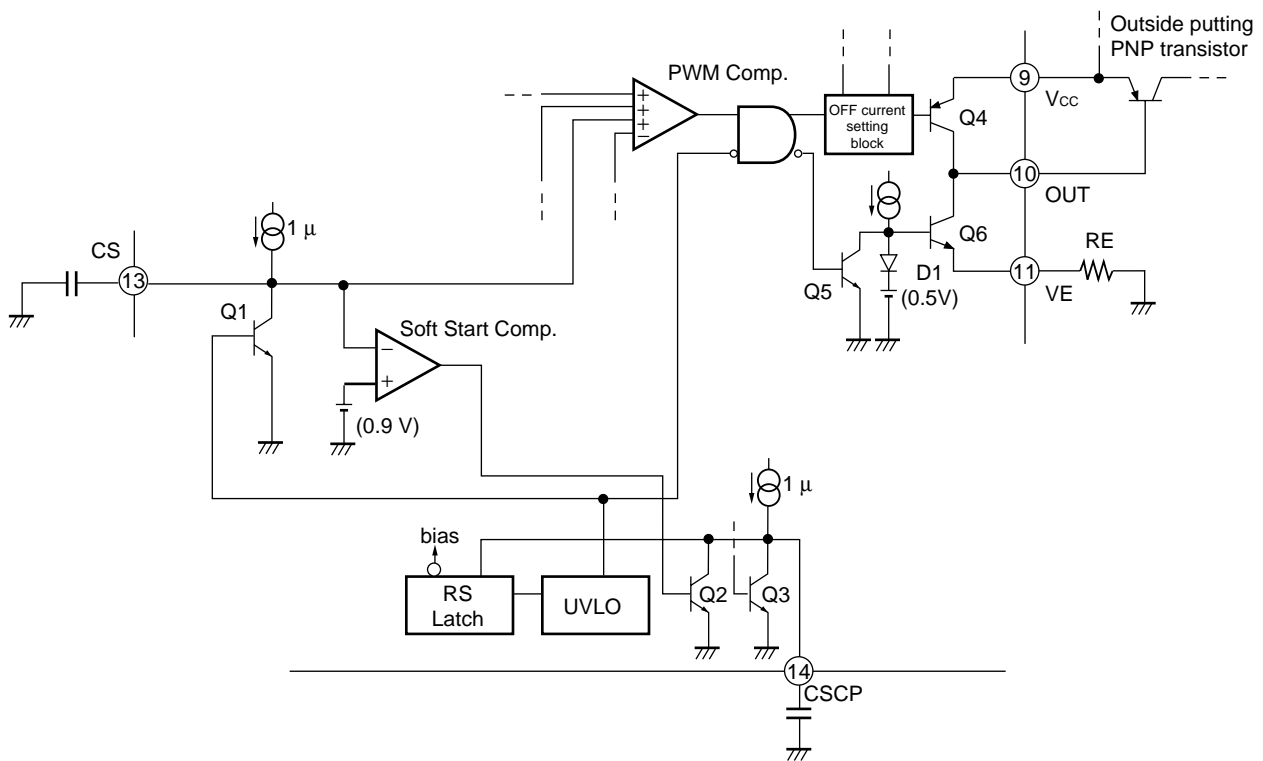 Outside putting
PNP transistor
PWM Comp.
+
+
+
−
OFF current
setting
block
Q4
9
VCC
10
OUT
Q6
RE
11
VE
D1
(0.5V)
Q5
1 µ
CS
13
Q1
Soft Start Comp.
−
+
(0.9 V)
1 µ
bias
RS
Latch
UVLO
Q2
Q3
14
CSCP